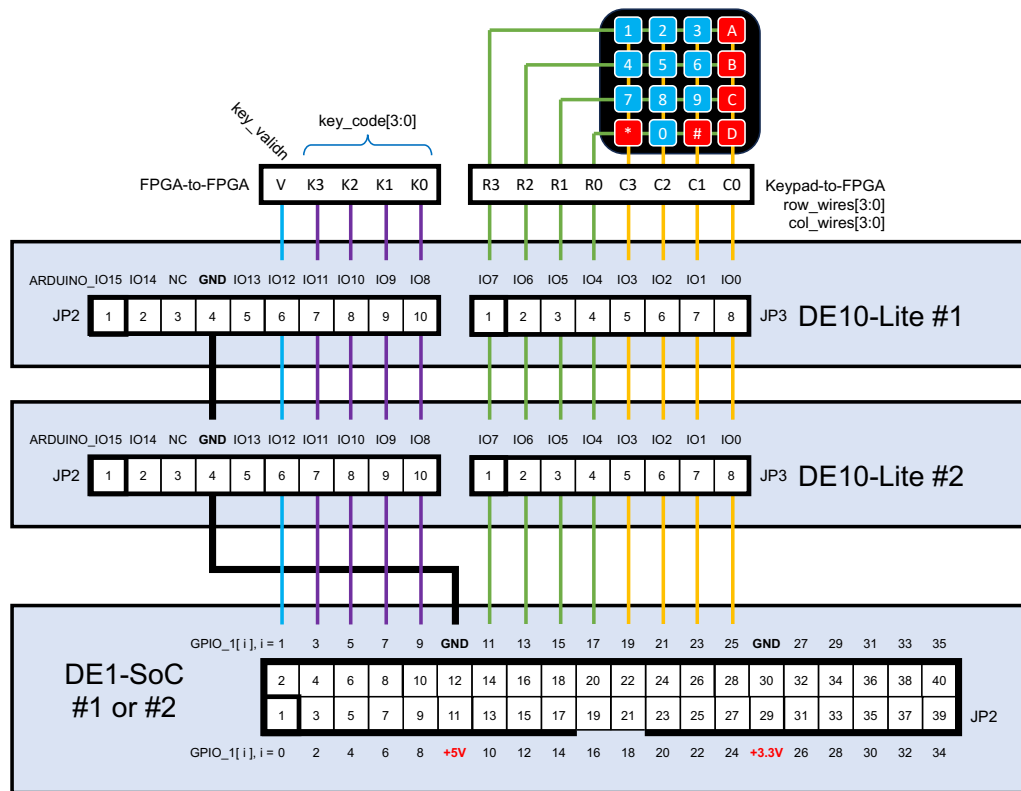 1 2 3 A
4 5 6 B
7 8 9 C
* 0 # D
key_validn
key_code[3:0]
FPGA-to-FPGA V K3 K2 K1 K0 R3 R2 R1 R0 C3 C2 C1 C0 Keypad-to-FPGA
row_wires[3:0]
col_wires[3:0]
ARDUINO_IO15 IO14 NC GND IO13 IO12 IO11 IO10 IO9 IO8 IO7 IO6 IO5 IO4 IO3 IO2 IO1 IO0
JP2 1 2 3 4 5 6 7 8 9 10 1 2 3 4 5 6 7 8 JP3 DE10-Lite #1
ARDUINO_IO15 IO14 NC GND IO13 IO12 IO11 IO10 IO9 IO8 IO7 IO6 IO5 IO4 IO3 IO2 IO1 IO0
JP2 1 2 3 4 5 6 7 8 9 10 1 2 3 4 5 6 7 8 JP3 DE10-Lite #2
GPIO_1[ i ], i = 1 3 5 7 9 GND 11 13 15 17 19 21 23 25 GND 27 29 31 33 35
DE1-SoC
#1 or #2
2 4 6 8 10 12 14 16 18 20 22 24 26 28 30 32 34 36 38 40
1 3 5 7 9 11 13 15 17 19 21 23 25 27 29 31 33 35 37 39 JP2
GPIO_1[ i ], i = 0 2 4 6 8 +5V 10 12 14 16 18 20 22 24 +3.3V 26 28 30 32 34